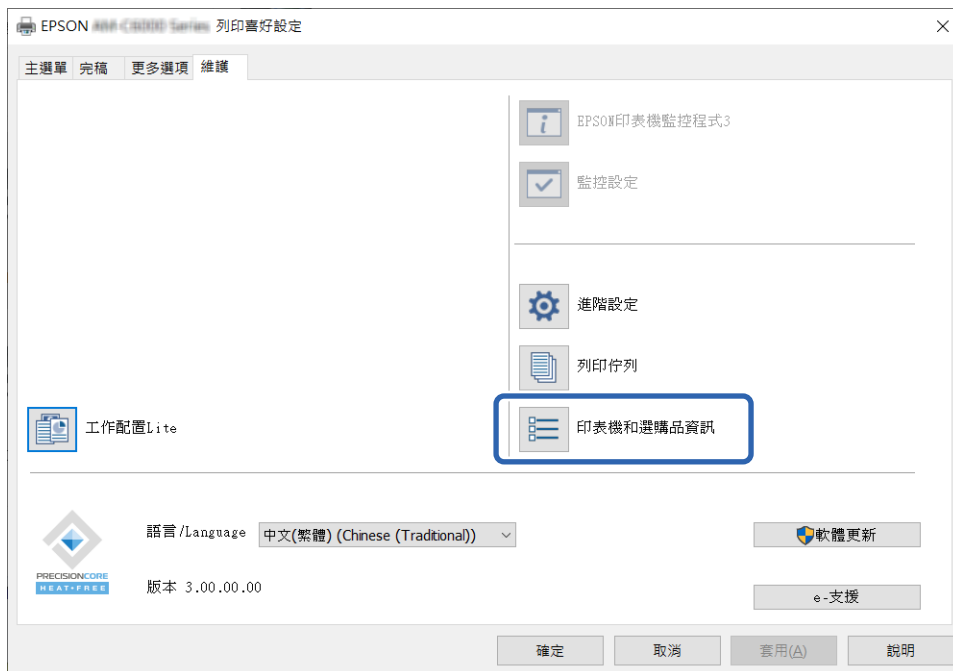 EPSON 列印喜好設定
主選單 完稿 更多選項 維護
EPSON印表機監控程式3
監控設定
進階設定
列印佇列
工作配置Lite
印表機和選購品資訊
PRECISIONCORE
HEAT-FREE
語言/Language 中文(繁體) (Chinese (Traditional))
軟體更新
版本 3.00.00.00
e-支援
確定 取消 套用(A) 說明